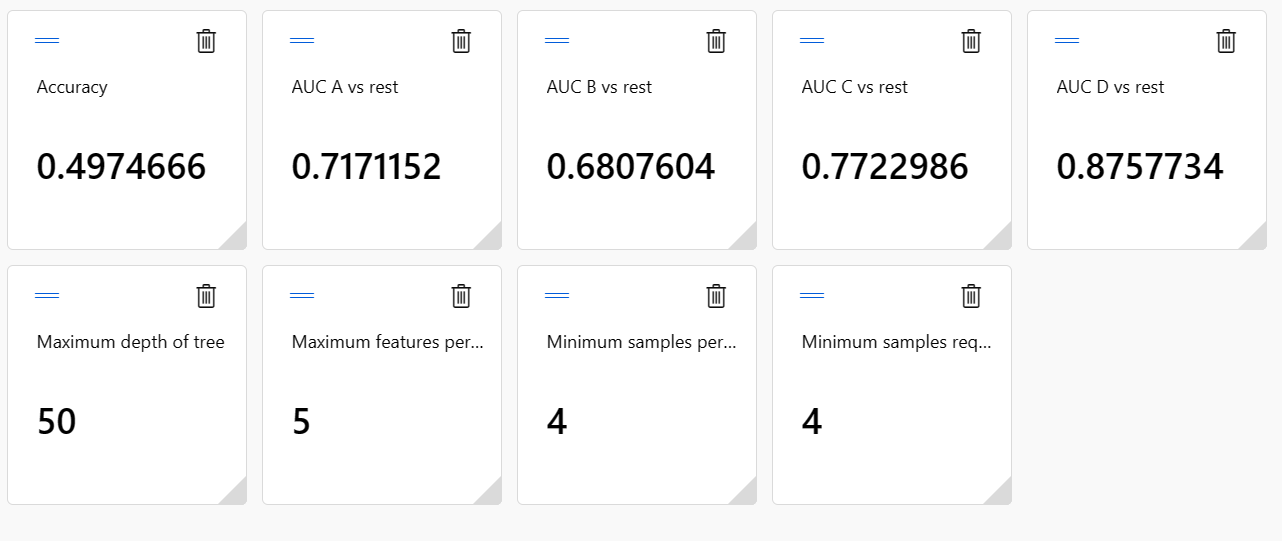 Accuracy
0.4974666
AUC A vs rest
0.7171152
AUC B vs rest
0.6807604
AUC C vs rest
0.7722986
AUC D vs rest
0.8757734
Maximum depth of tree
50
Maximum features per...
5
Minimum samples per...
4
Minimum samples req...
4